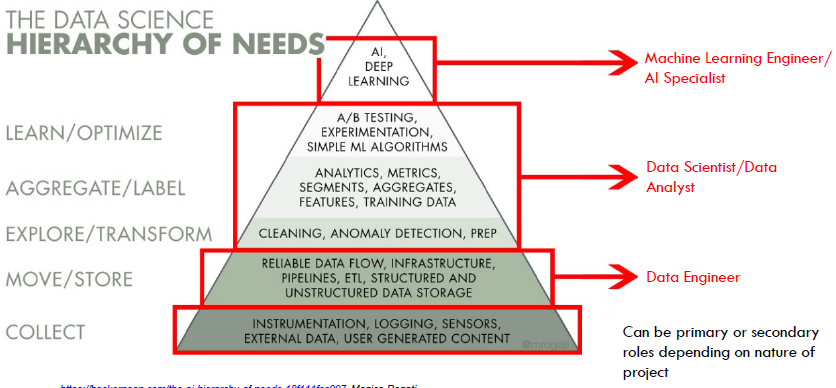 THE DATA SCIENCE
HIERARCHY OF NEEDS
AI,
DEEP
LEARNING
Machine Learning Engineer/
AI Specialist
LEARN/OPTIMIZE
A/B TESTING,
EXPERIMENTATION,
SIMPLE ML ALGORITHMS
AGGREGATE/LABEL
ANALYTICS, METRICS,
SEGMENTS, AGGREGATES,
FEATURES, TRAINING DATA
Data Scientist/Data
Analyst
EXPLORE/TRANSFORM
CLEANING, ANOMALY DETECTION, PREP
MOVE/STORE
RELIABLE DATA FLOW, INFRASTRUCTURE,
PIPELINES, ETL, STRUCTURED AND
UNSTRUCTURED DATA STORAGE
Data Engineer
COLLECT
INSTRUMENTATION, LOGGING, SENSORS,
EXTERNAL DATA, USER GENERATED CONTENT
@mrogati
Can be primary or secondary
roles depending on nature of
project